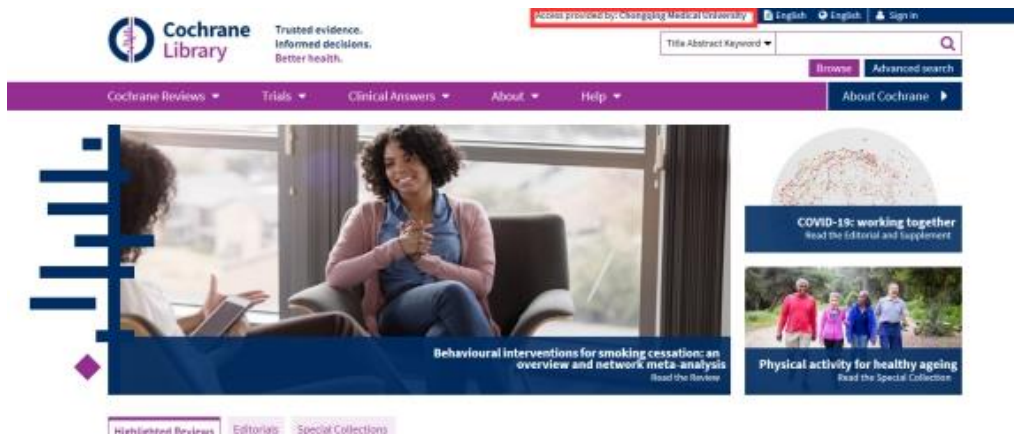 Access provided by: Chongqing Medical University English English Sign in
Cochrane
Library
Trusted evidence.
Informed decisions.
Better health.
Title Abstract Keyword
Browse Advanced search
Cochrane Reviews Trials Clinical Answers About Help About Cochrane
COVID-19: working together
Read the Editorial and Supplement
Behavioural interventions for smoking cessation: an
overview and network meta-analysis
Read the Review
Physical activity for healthy ageing
Read the Special Collection
Highlighted Reviews Editorials Special Collections